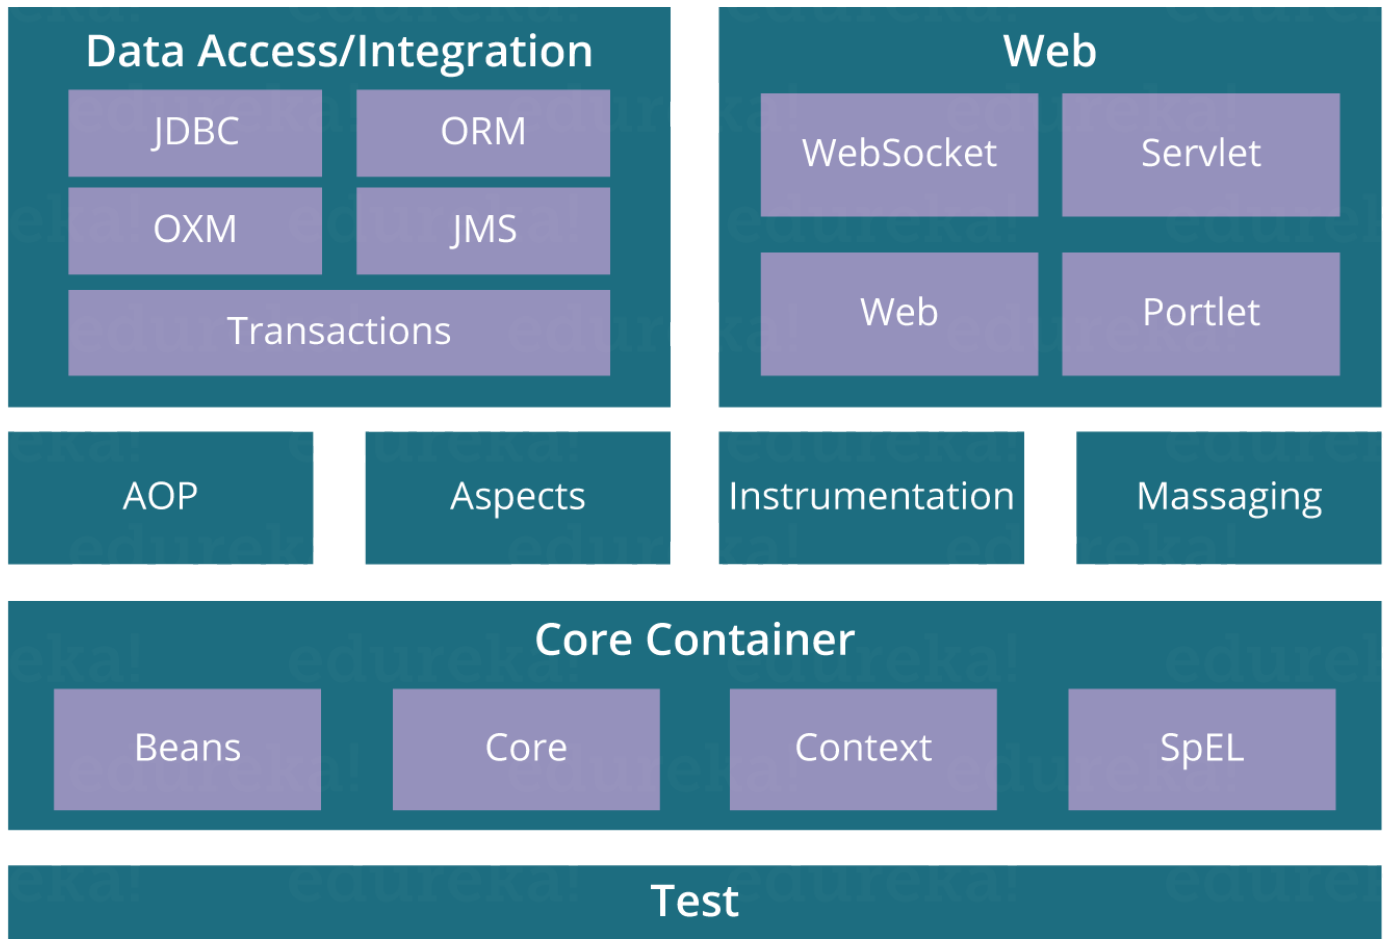 Data Access/Integration
JDBC
ORM
OXM
JMS
Transactions
Web
WebSocket
Servlet
Web
Portlet
AOP
Aspects
Instrumentation
Massaging
Core Container
Beans
Core
Context
SpEL
Test
edureka!